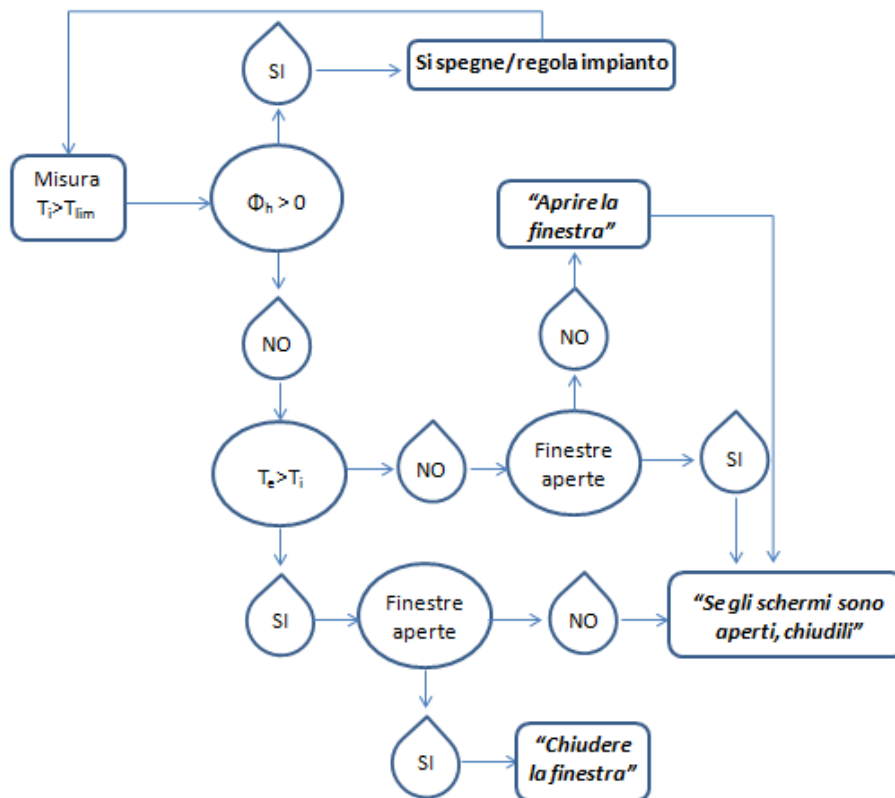 SI
Si spegne/regola impianto
Misura
Ti>Tlim
Φh > 0
"Aprire la
finestra"
NO
NO
Te>Ti
NO
Finestre
aperte
SI
SI
Finestre
aperte
NO
"Se gli schermi sono
aperti, chiudili"
SI
"Chiudere
la finestra"